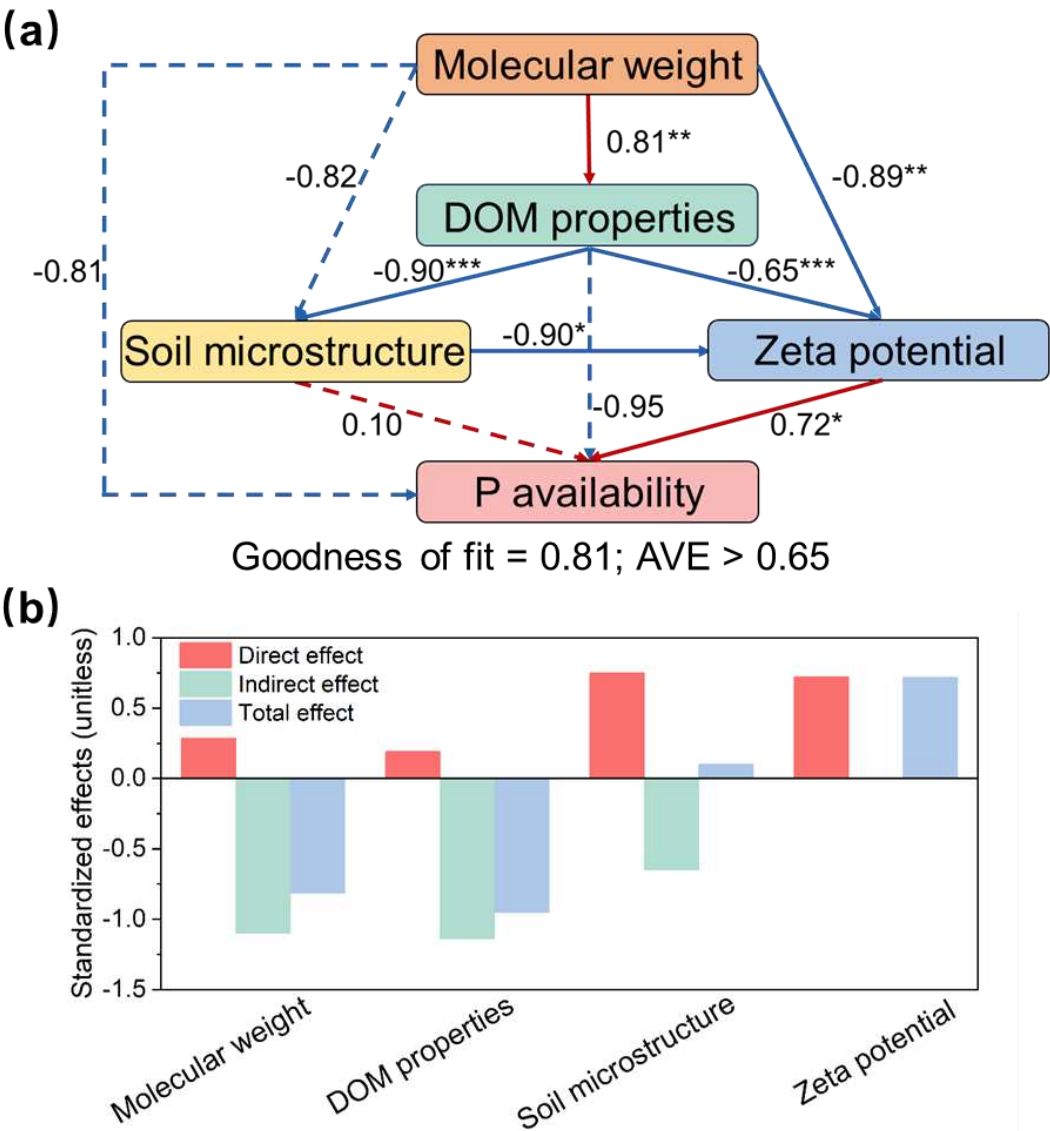 (a)
Molecular weight
0.81**
-0.82
-0.89**
DOM properties
-0.81
-0.90***
-0.65***
Soil microstructure
-0.90*
Zeta potential
0.10
-0.95
0.72*
P availability
Goodness of fit = 0.81; AVE > 0.65
(b)
Standardized effects (unitless)
1.0
0.5
0.0
-0.5
-1.0
-1.5
Direct effect
Indirect effect
Total effect
Molecular weight
DOM properties
Soil microstructure
Zeta potential